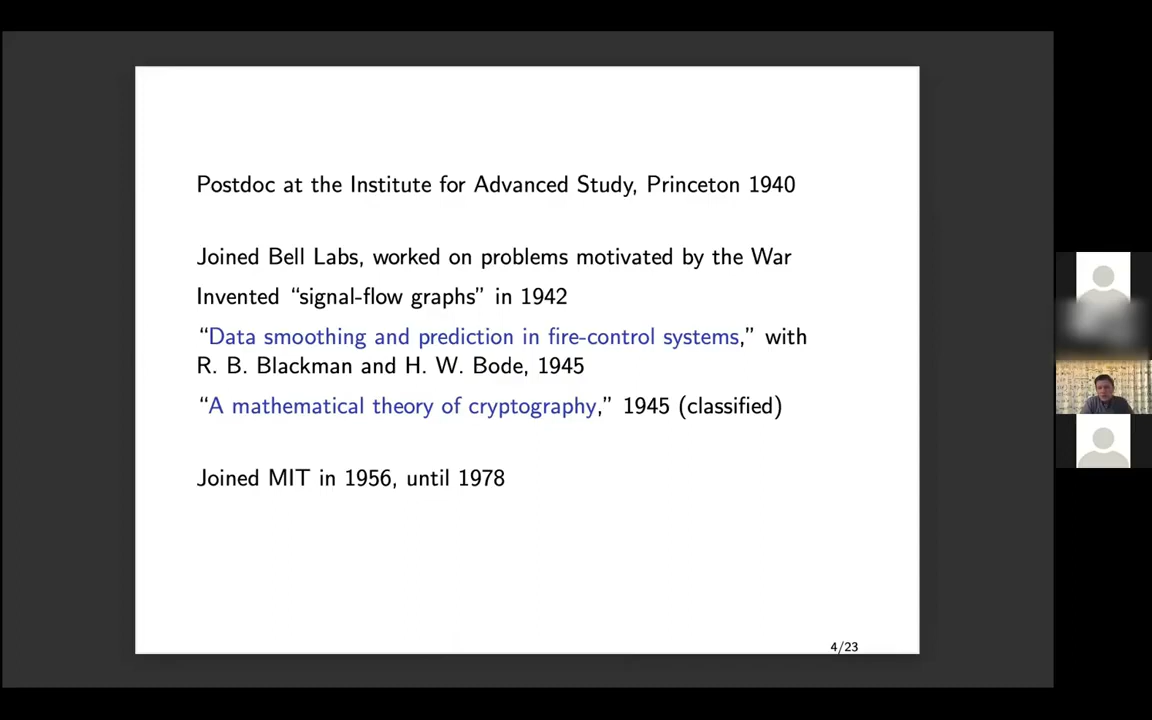 Postdoc at the Institute for Advanced Study, Princeton 1940
Joined Bell Labs, worked on problems motivated by the War
Invented “signal-flow graphs” in 1942
“Data smoothing and prediction in fire-control systems,” with
R. B. Blackman and H. W. Bode, 1945
“A mathematical theory of cryptography,” 1945 (classified)
Joined MIT in 1956, until 1978
4/23